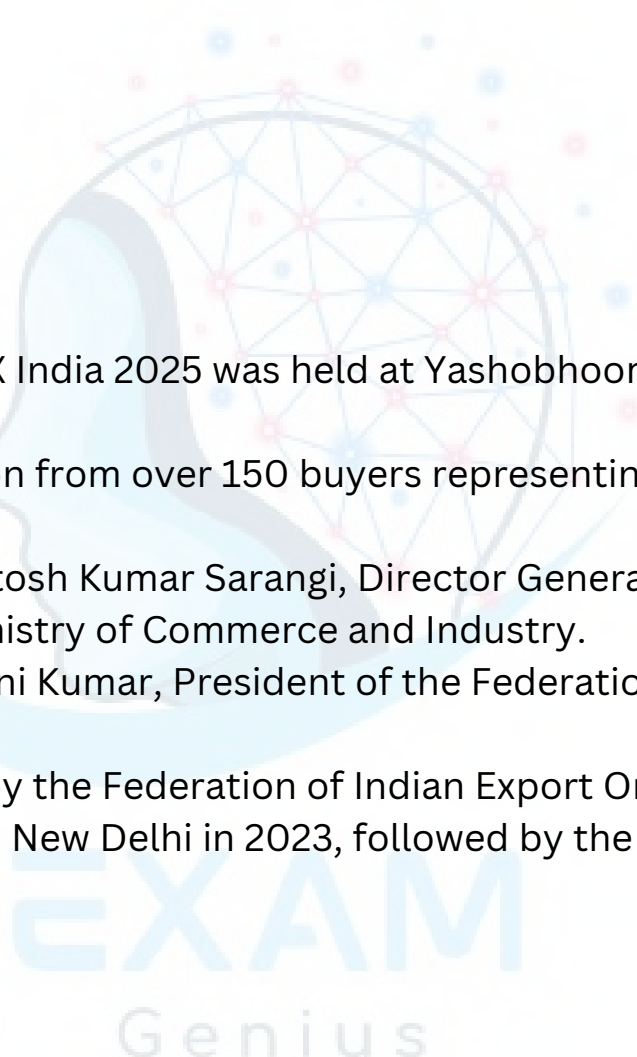 X India 2025 was held at Yashobhoor
n from over 150 buyers representin
tosh Kumar Sarangi, Director Genera
nistry of Commerce and Industry.
ni Kumar, President of the Federatio
y the Federation of Indian Export Or
New Delhi in 2023, followed by the
EXAM
Genius